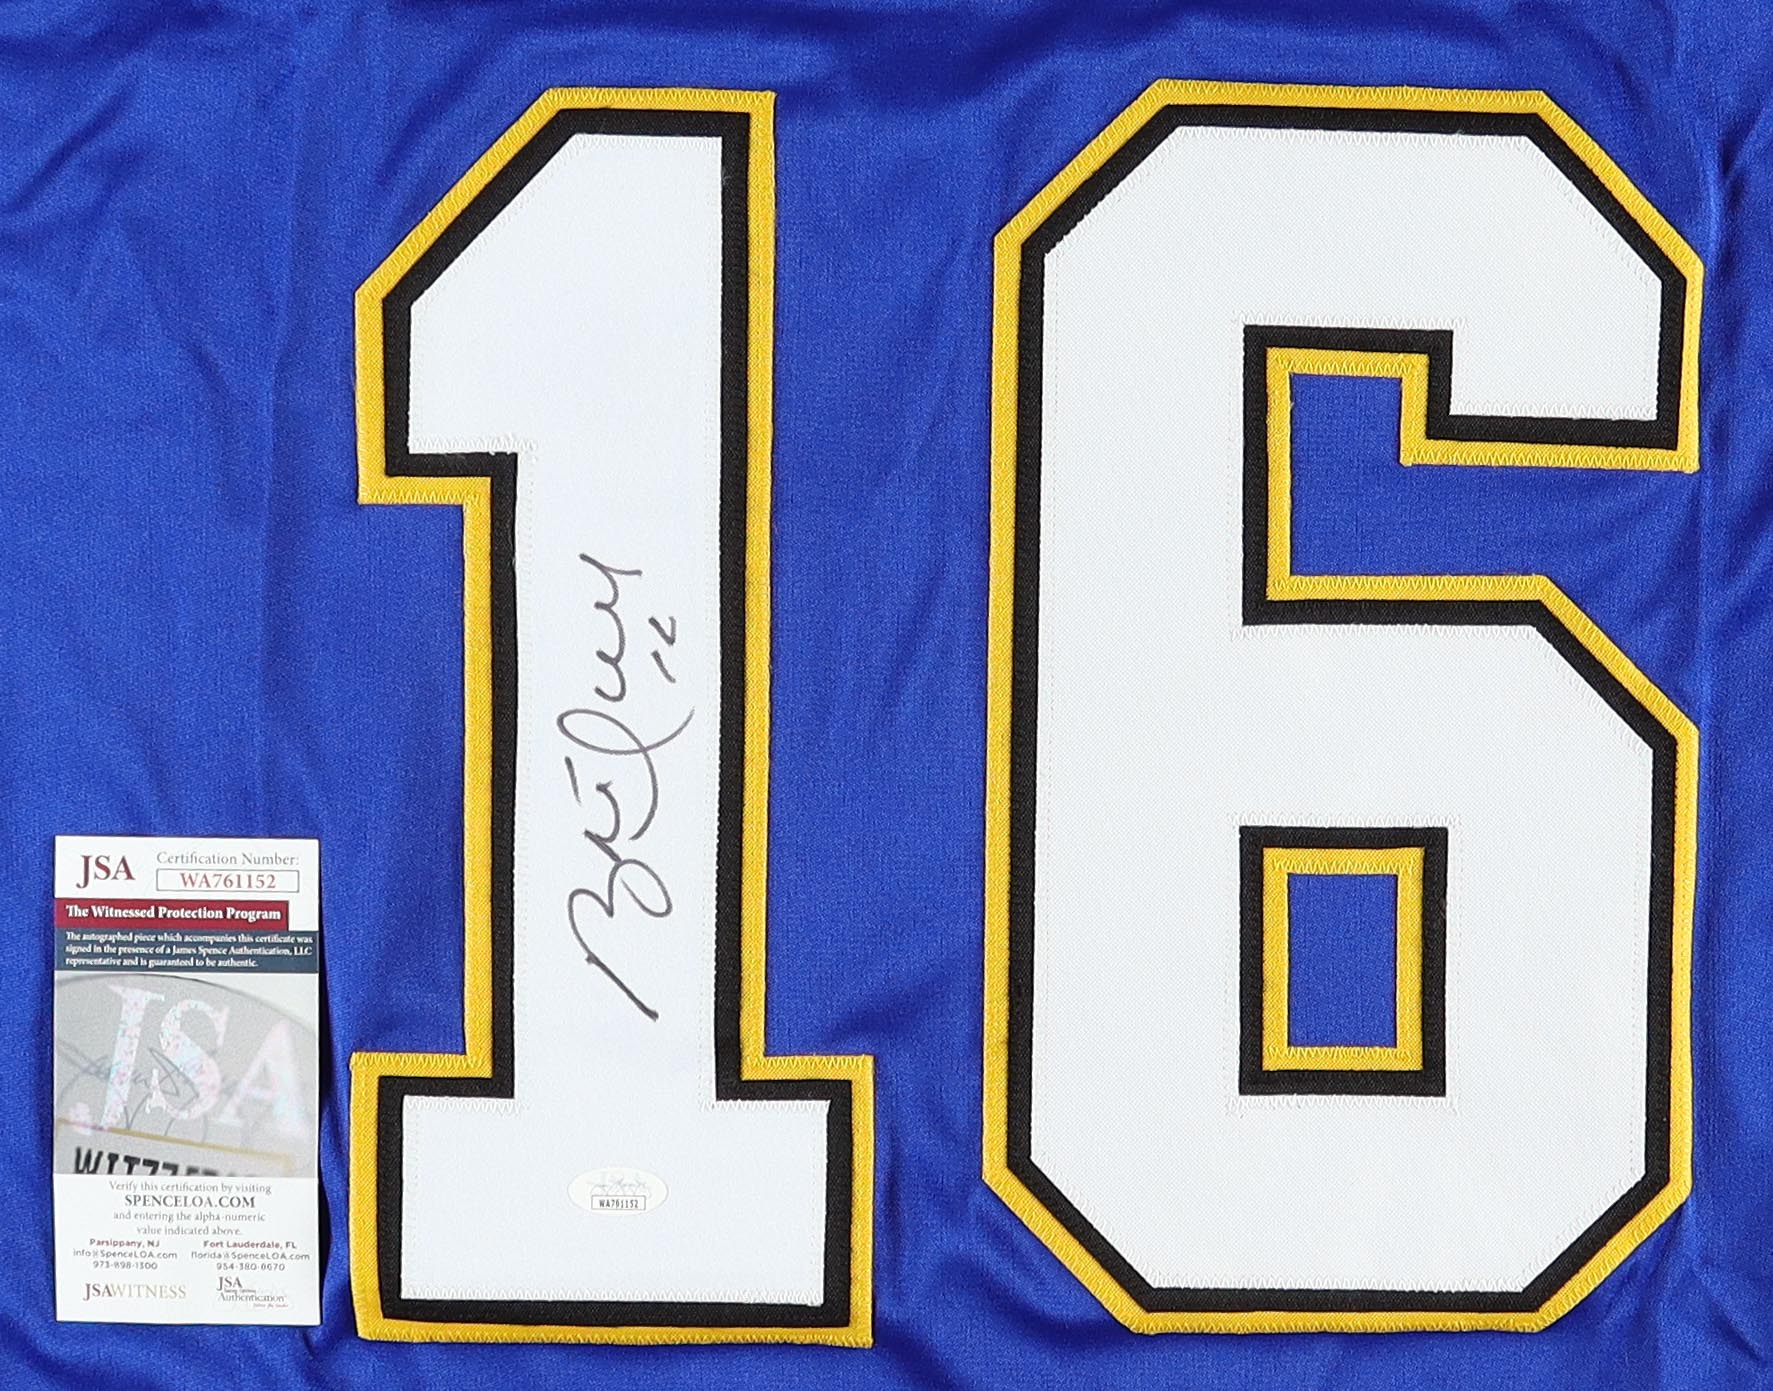 16
16
JSA
Certification Number:
WA761152
The Witnessed Protection Program
The autographed piece which accompanies this certificate was
signed in the presence of a James Spence Authentication, LLC
representative and is guaranteed to be authentic.
JSA
Verify this certification by visiting
SPENCELOA.COM
and entering the alpha-numeric
value indicated above.
Parsippany, NJ
info@SpenceLOA.com
973-898-1300
Fort Lauderdale, FL
florida@SpenceLOA.com
954-380-0670
JSAWITNESS
JSA
Authentication
WA761152